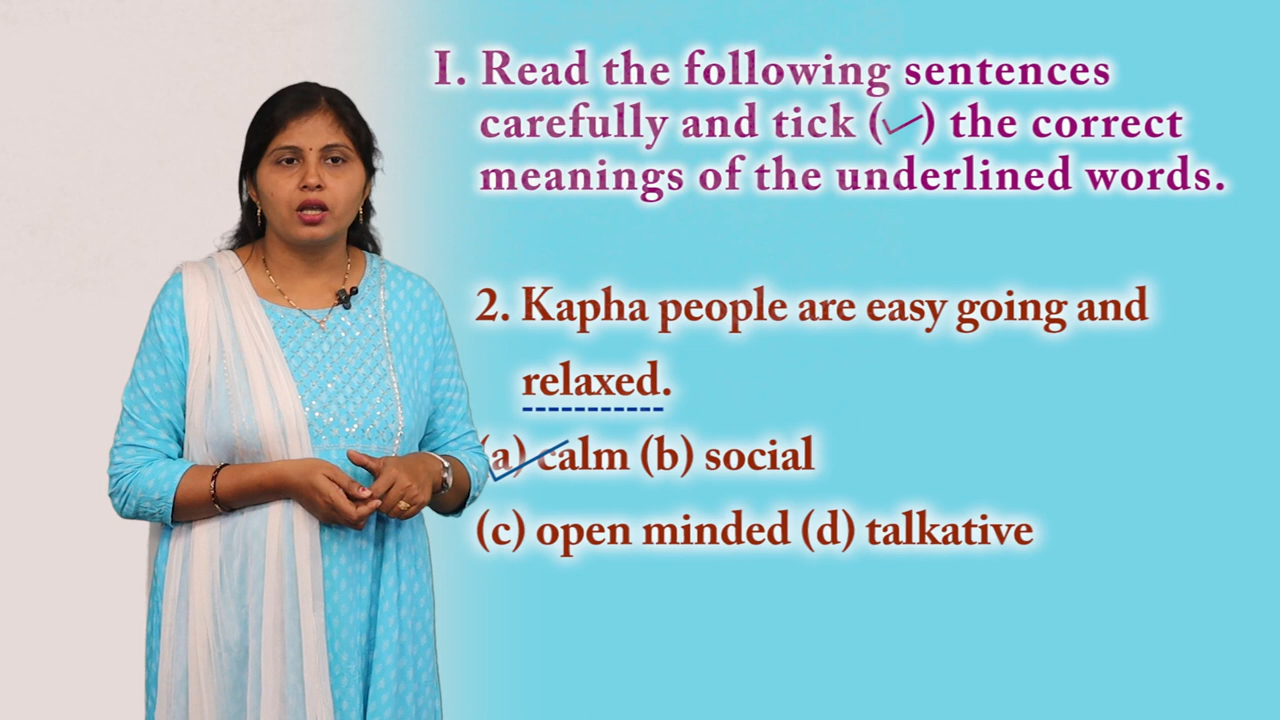 I. Read the following sentences
carefully and tick (✓) the correct
meanings of the underlined words.
2. Kapha people are easy going and
relaxed.
(a) calm (b) social
(c) open minded (d) talkative